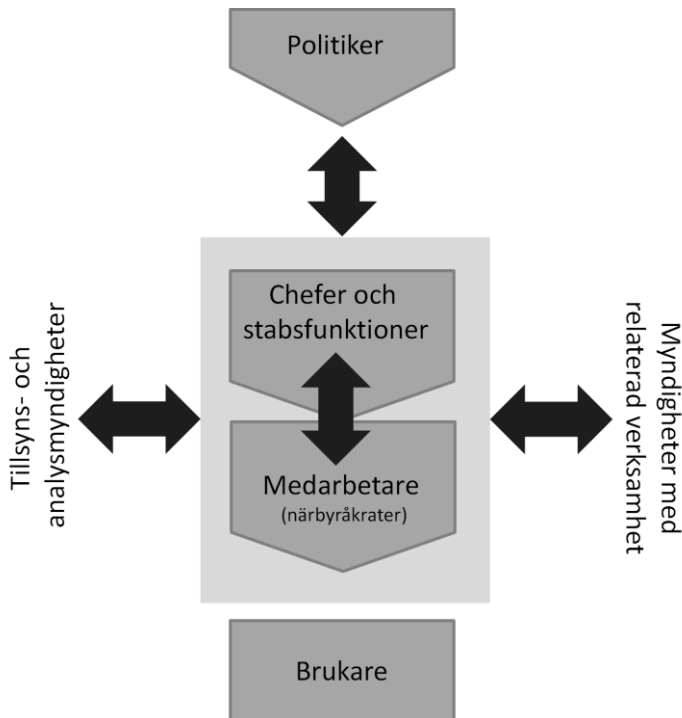 Politiker
Chefer och
stabsfunktioner
Tillsyns- och
analysmyndigheter
Myndigheter med
relaterad verksamhet
Medarbetare
(närbyråkrater)
Brukare